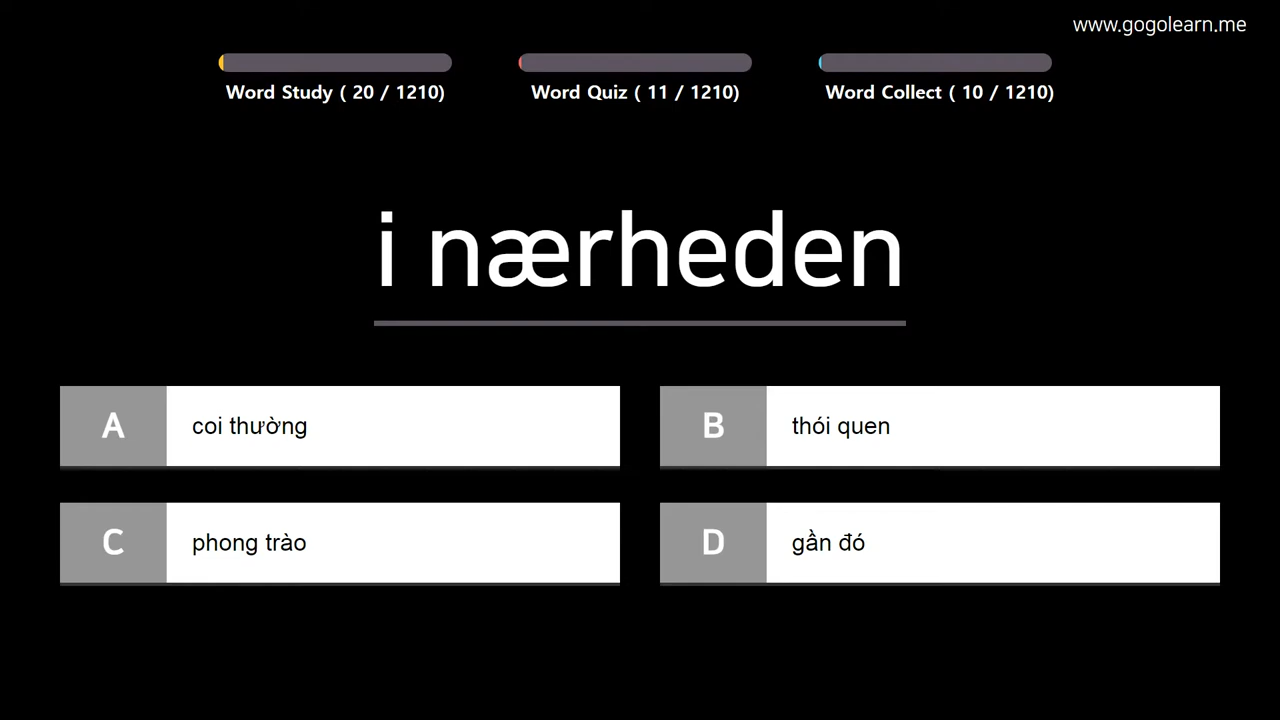 www.gogolearn.me
Word Study ( 20 / 1210)
Word Quiz ( 11 / 1210)
Word Collect ( 10 / 1210)
i nærheden
A coi thường
B thói quen
C phong trào
D gần đó